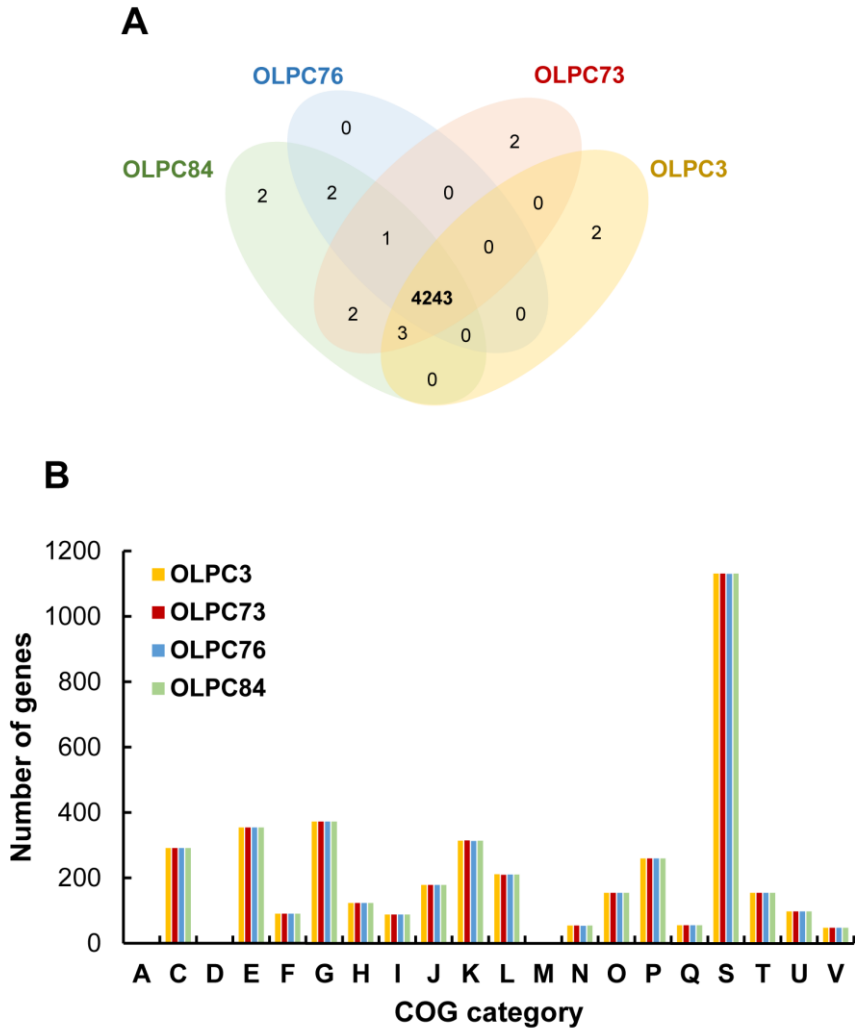 A
OLPC76
OLPC73
OLPC84
OLPC3
0
2
2
2
0
0
2
1
0
4243
2
0
3
0
0
B
1200
1000
800
600
400
200
0
Number of genes
OLPC3
OLPC73
OLPC76
OLPC84
A C D E F G H I J K L M N O P Q S T U V
COG category